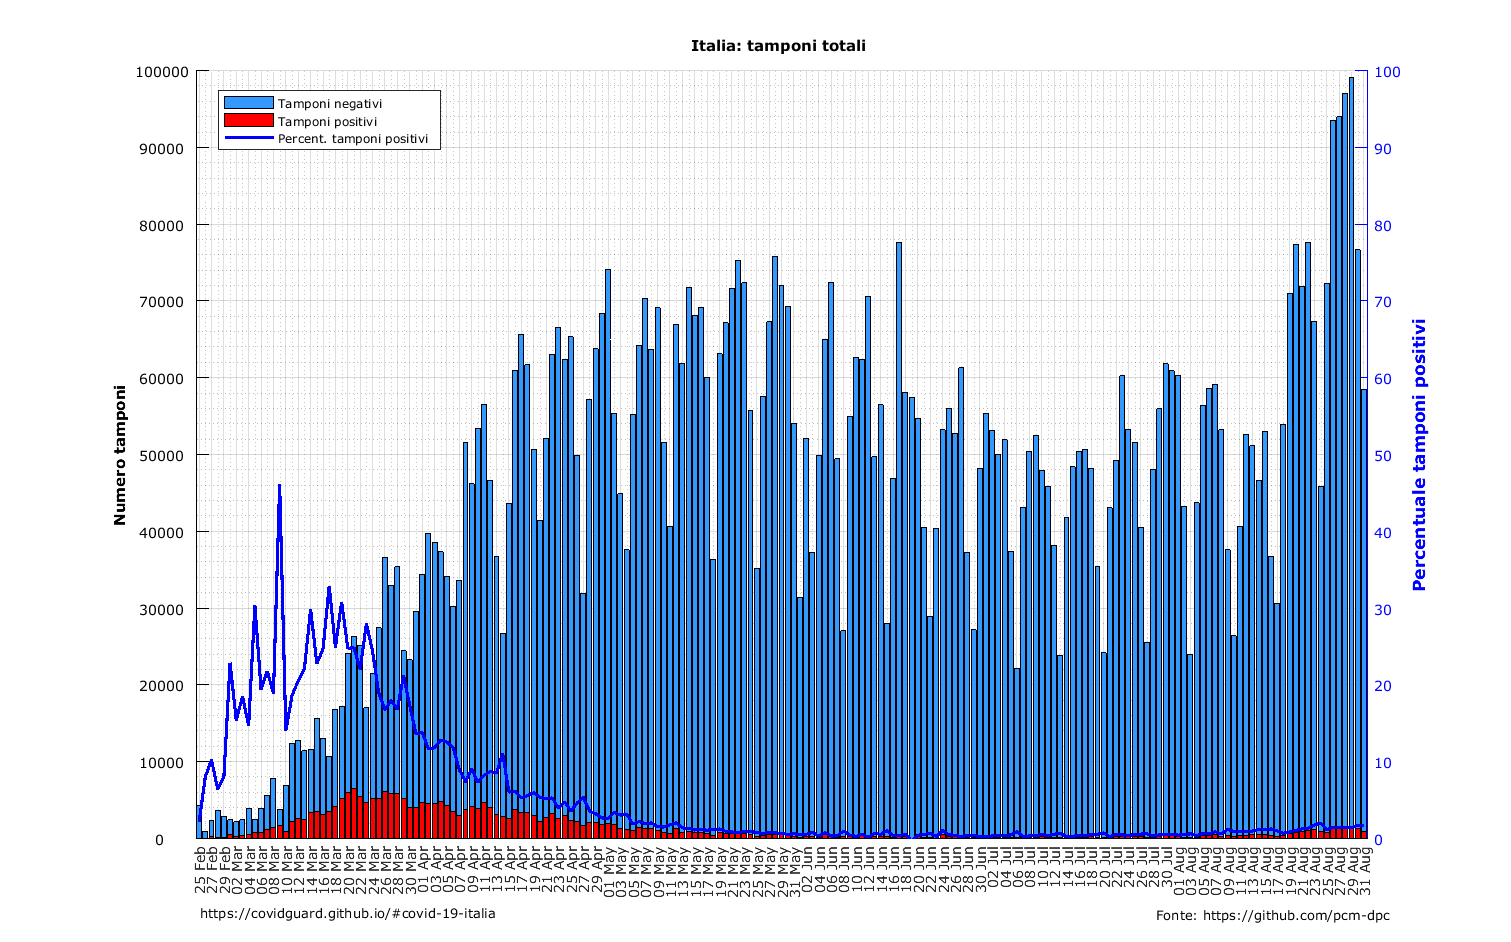 Italia: tamponi totali
Tamponi negativi
Tamponi positivi
Percent. tamponi positivi
Numero tamponi
100000
90000
80000
70000
60000
50000
40000
30000
20000
10000
0
Percentuale tamponi positivi
100
90
80
70
60
50
40
30
20
10
0
25 Feb
27 Feb
29 Feb
02 Mar
04 Mar
06 Mar
08 Mar
10 Mar
12 Mar
14 Mar
16 Mar
18 Mar
20 Mar
22 Mar
24 Mar
26 Mar
28 Mar
30 Mar
01 Apr
03 Apr
05 Apr
07 Apr
09 Apr
11 Apr
13 Apr
15 Apr
17 Apr
19 Apr
21 Apr
23 Apr
25 Apr
27 Apr
29 Apr
01 May
03 May
05 May
07 May
09 May
11 May
13 May
15 May
17 May
19 May
21 May
23 May
25 May
27 May
29 May
31 May
02 Jun
04 Jun
06 Jun
08 Jun
10 Jun
12 Jun
14 Jun
16 Jun
18 Jun
20 Jun
22 Jun
24 Jun
26 Jun
28 Jun
30 Jun
02 Jul
04 Jul
06 Jul
08 Jul
10 Jul
12 Jul
14 Jul
16 Jul
18 Jul
20 Jul
22 Jul
24 Jul
26 Jul
28 Jul
30 Jul
01 Aug
03 Aug
05 Aug
07 Aug
09 Aug
11 Aug
13 Aug
15 Aug
17 Aug
19 Aug
21 Aug
23 Aug
25 Aug
27 Aug
29 Aug
31 Aug
https://covidguard.github.io/#covid-19-italia
Fonte: https://github.com/pcm-dpc